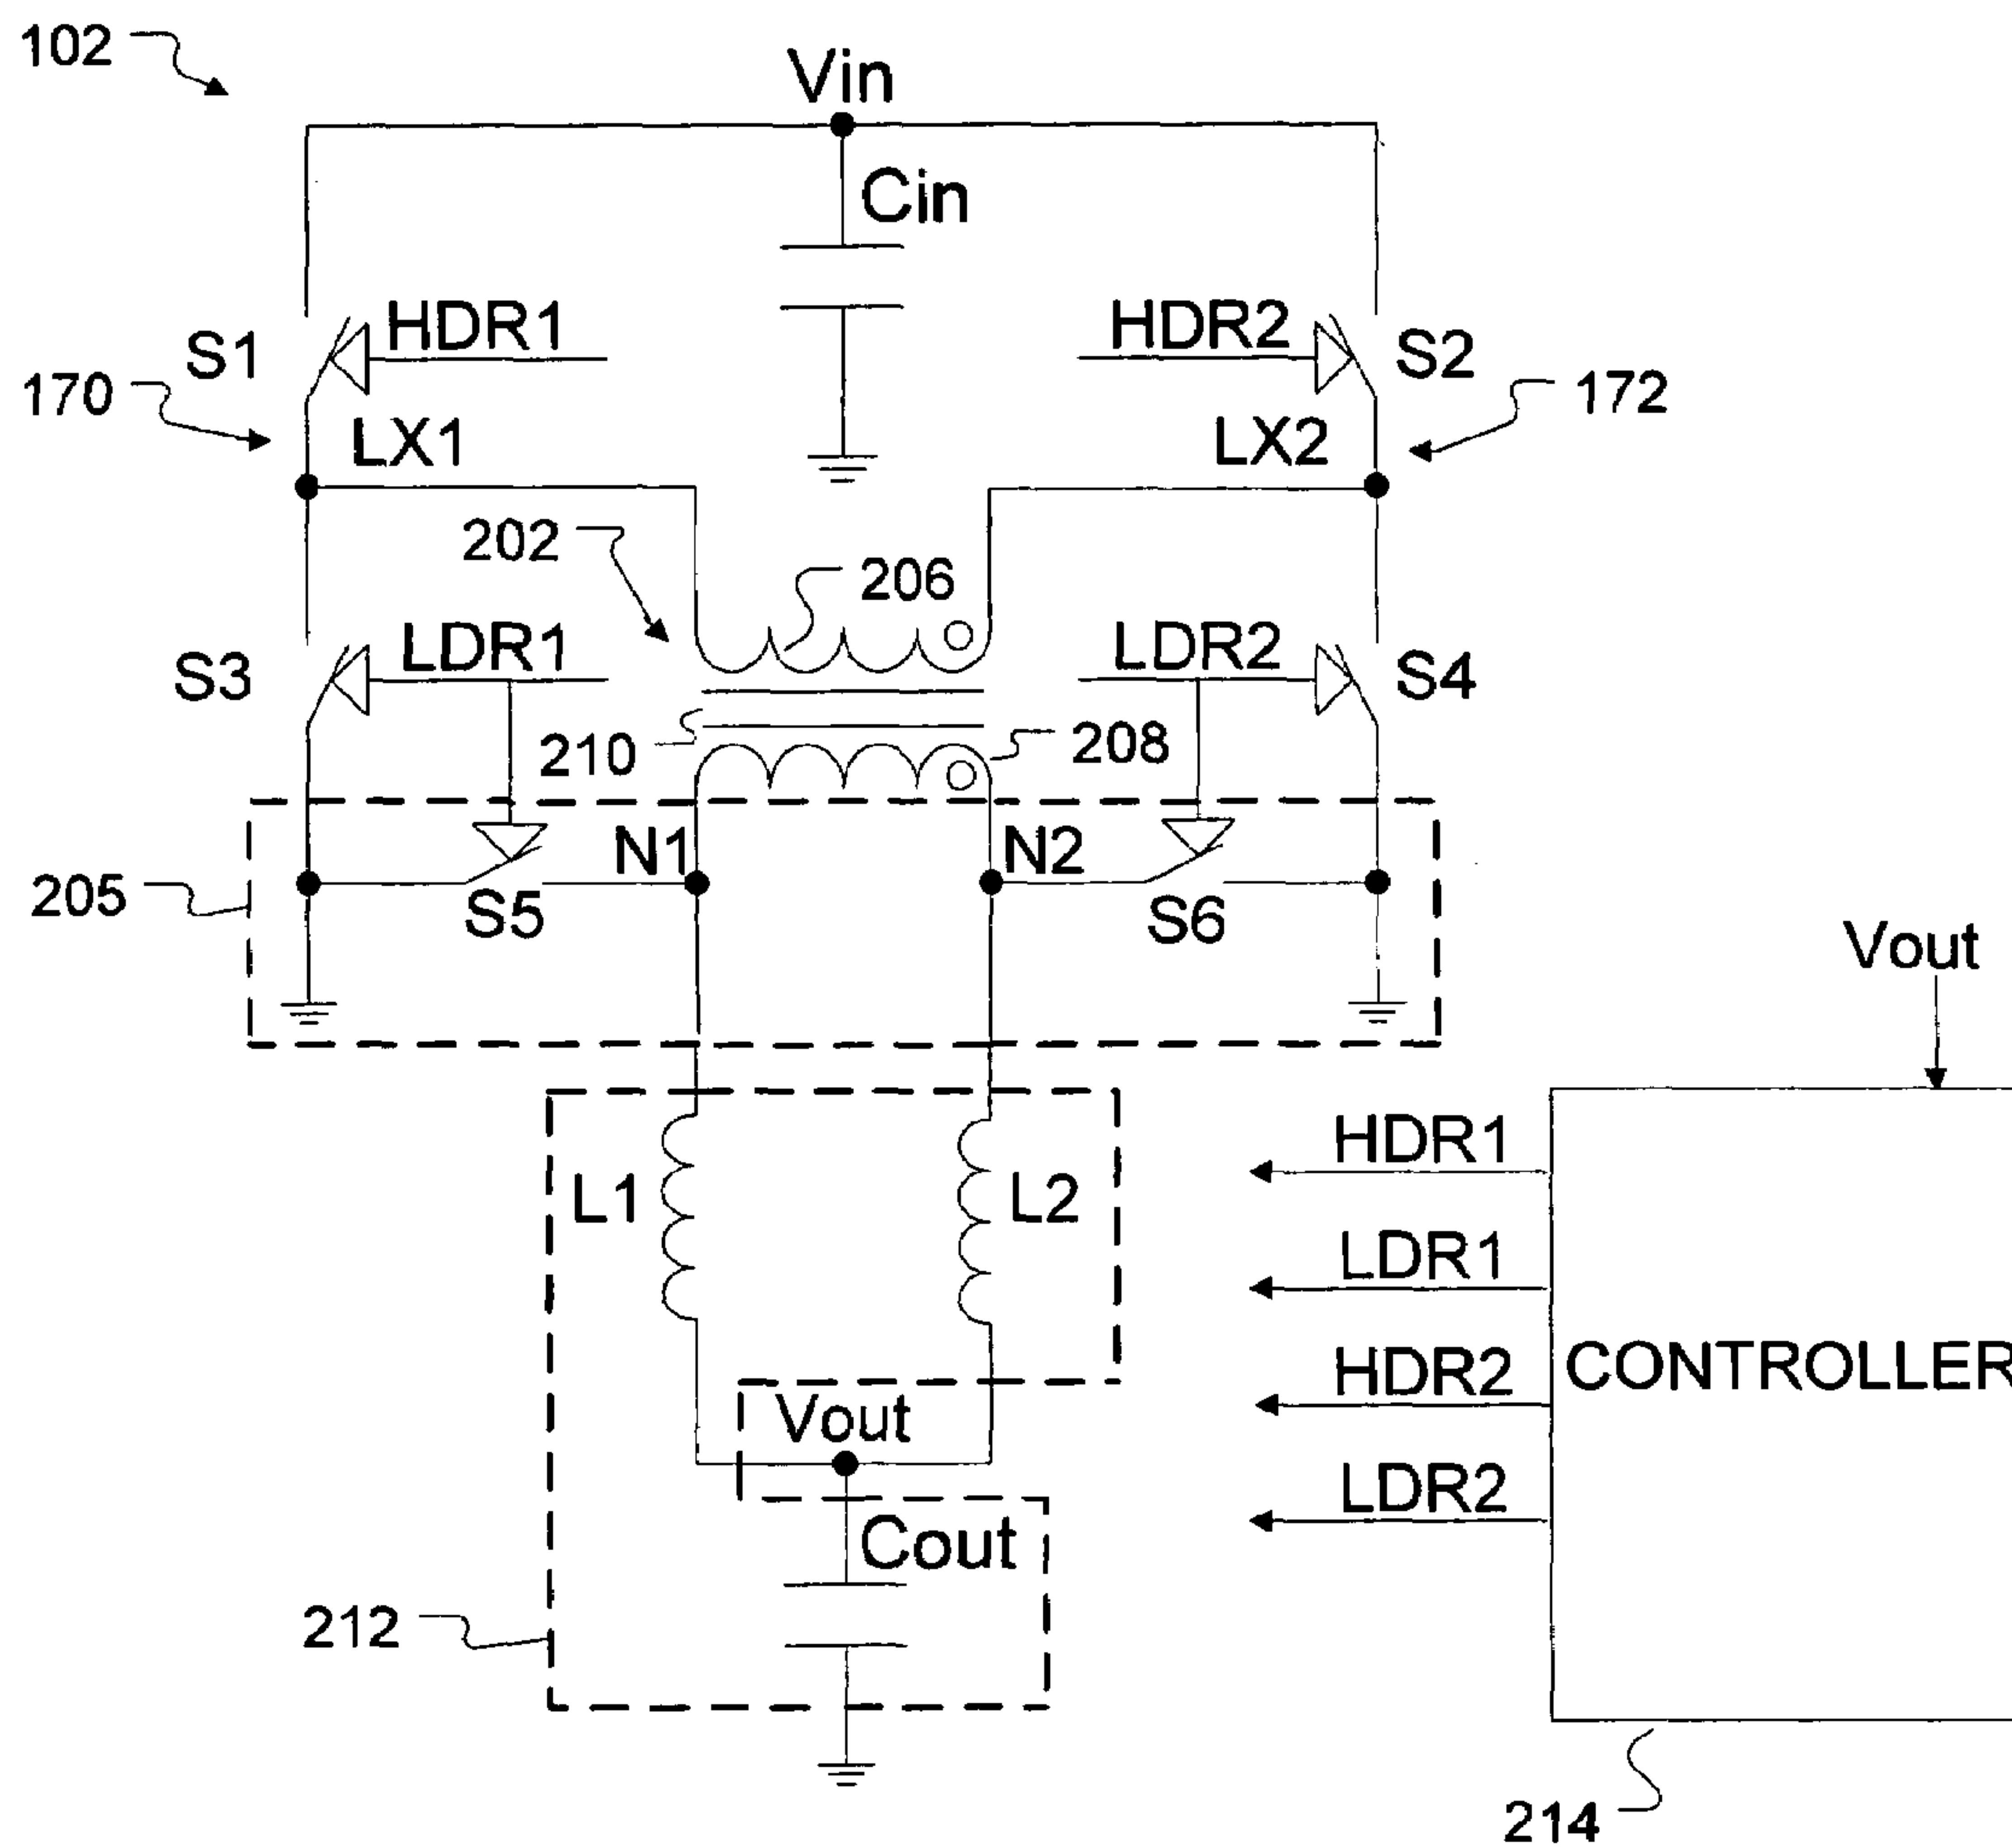 102
Vin
Cin
HDR1
HDR2
S1
S2
170
172
LX1
LX2
202
206
LDR1
LDR2
S3
S4
210
208
N1
N2
205
S5
S6
Vout
HDR1
L1
L2
LDR1
HDR2
CONTROLLER
Vout
LDR2
Cout
212
214